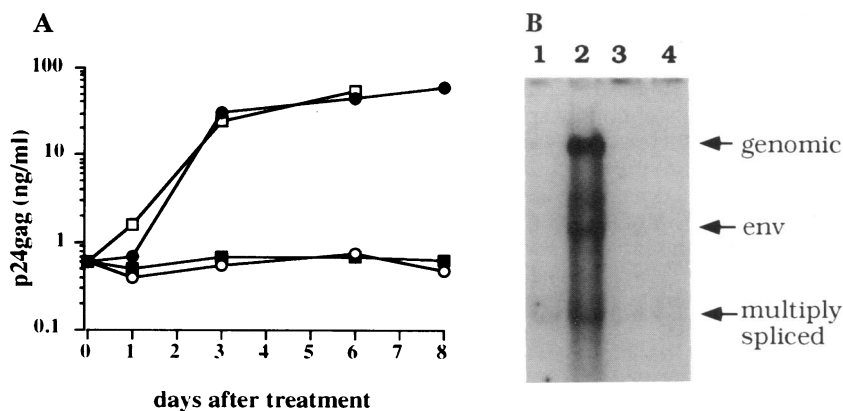 A
100
10
1
0.1
p24gag (ng/ml)
0 1 2 3 4 5 6 7 8
days after treatment
B
1 2 3 4
genomic
env
multiply
spliced